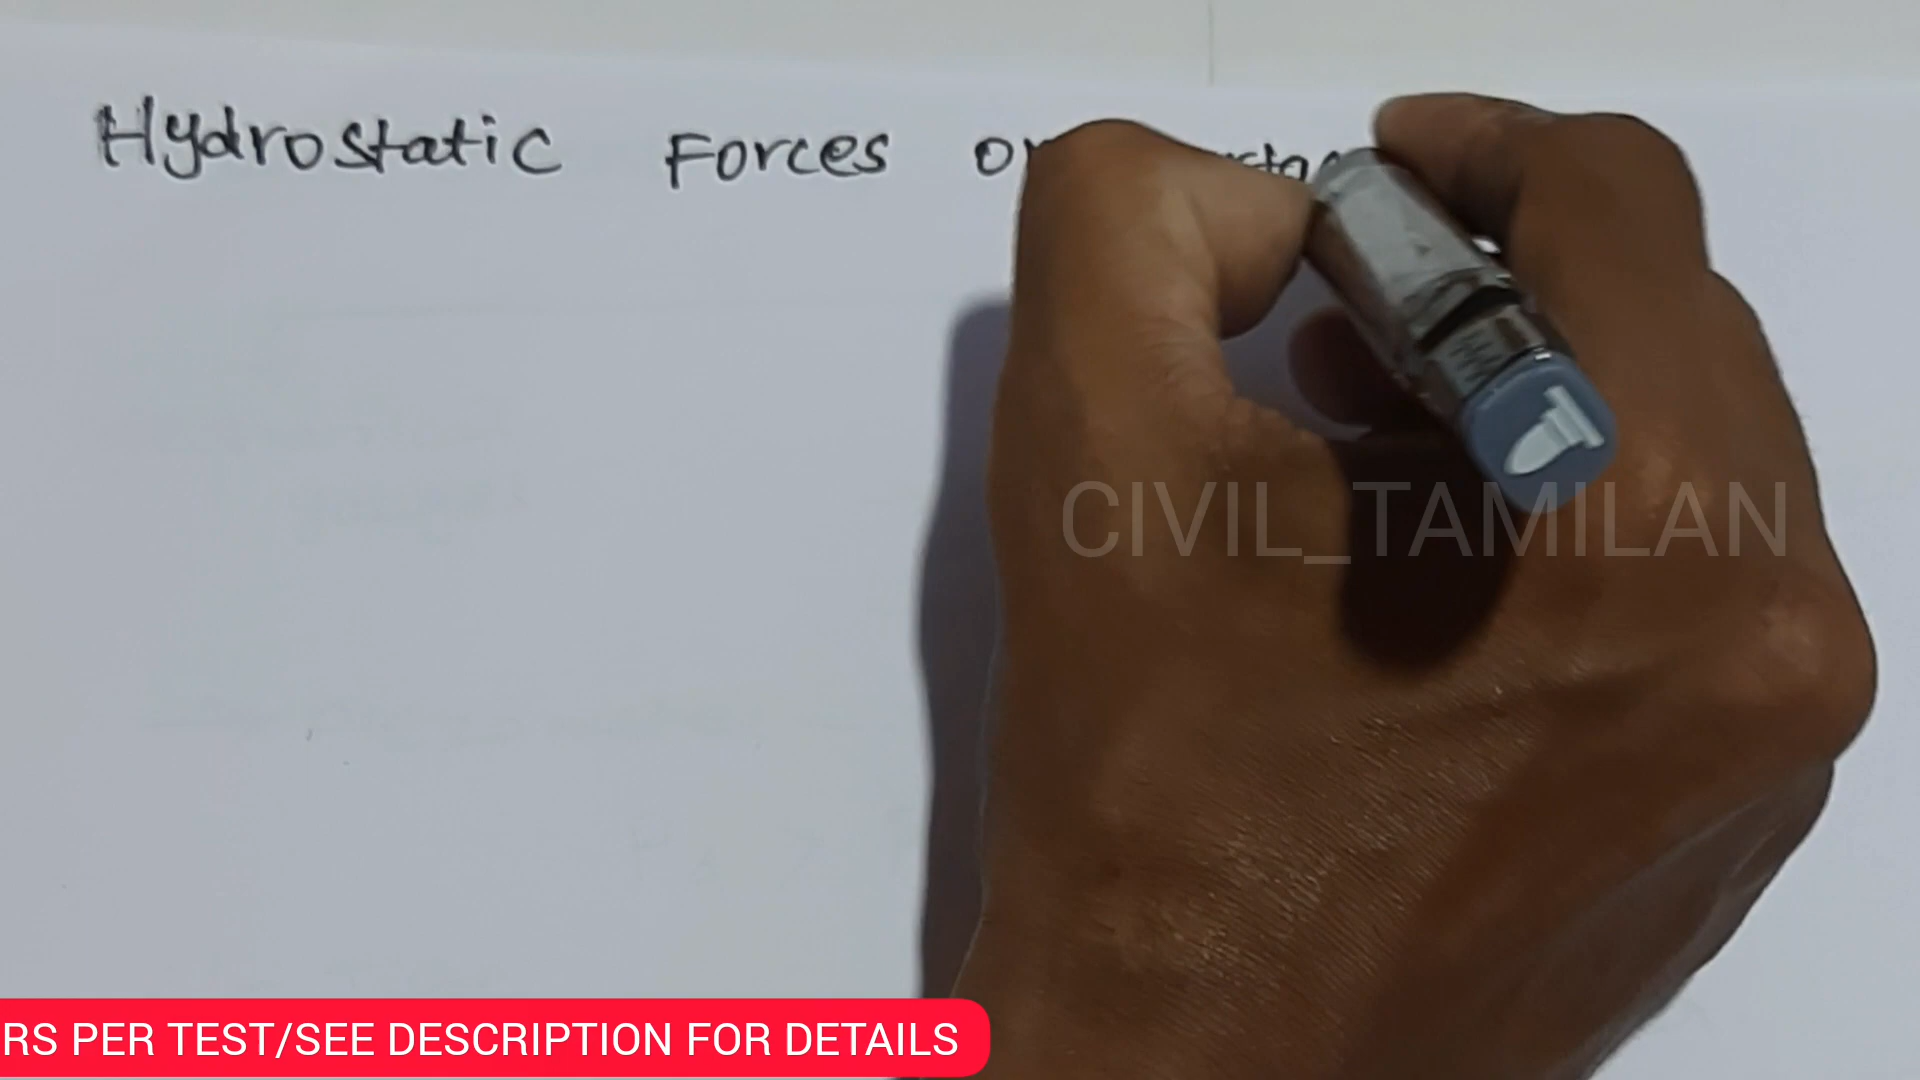 Hydrostatic Forces
CIVIL_TAMILAN
RS PER TEST/SEE DESCRIPTION FOR DETAILS